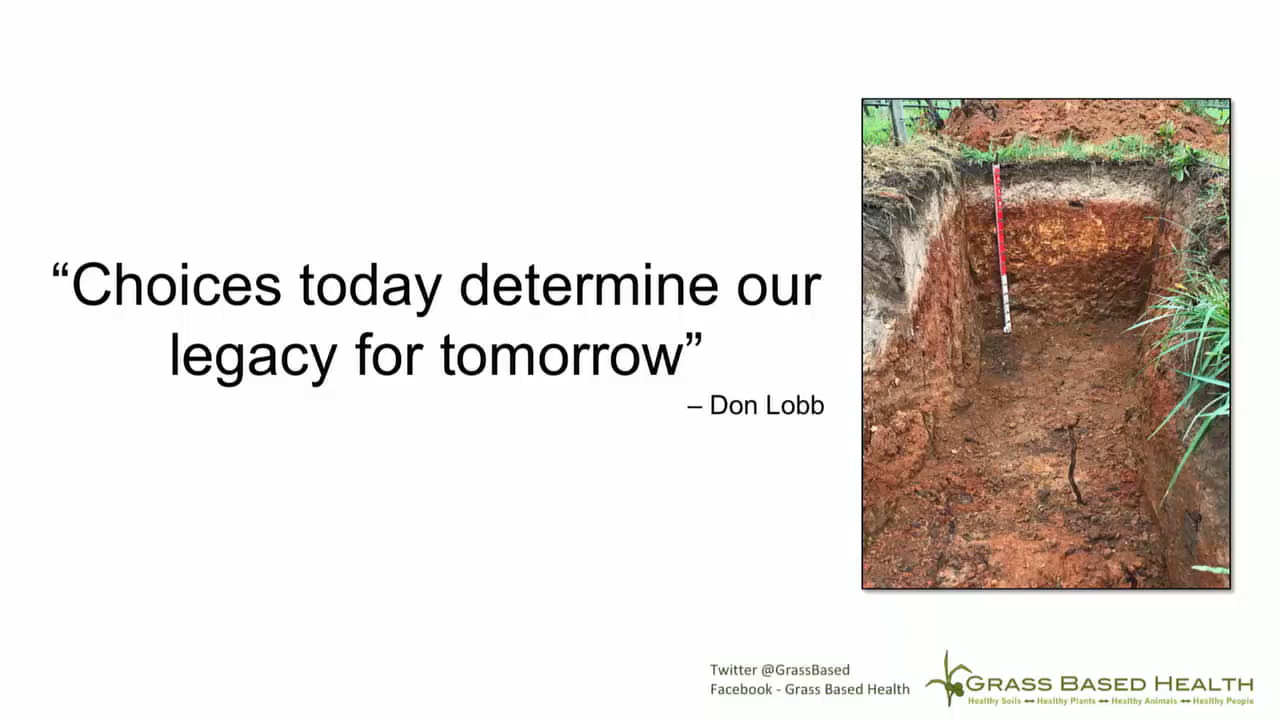 “Choices today determine our
legacy for tomorrow”
– Don Lobb
Twitter @GrassBased
Facebook - Grass Based Health
GRASS BASED HEALTH
Healthy Soils ↔ Healthy Plants ↔ Healthy Animals ↔ Healthy People